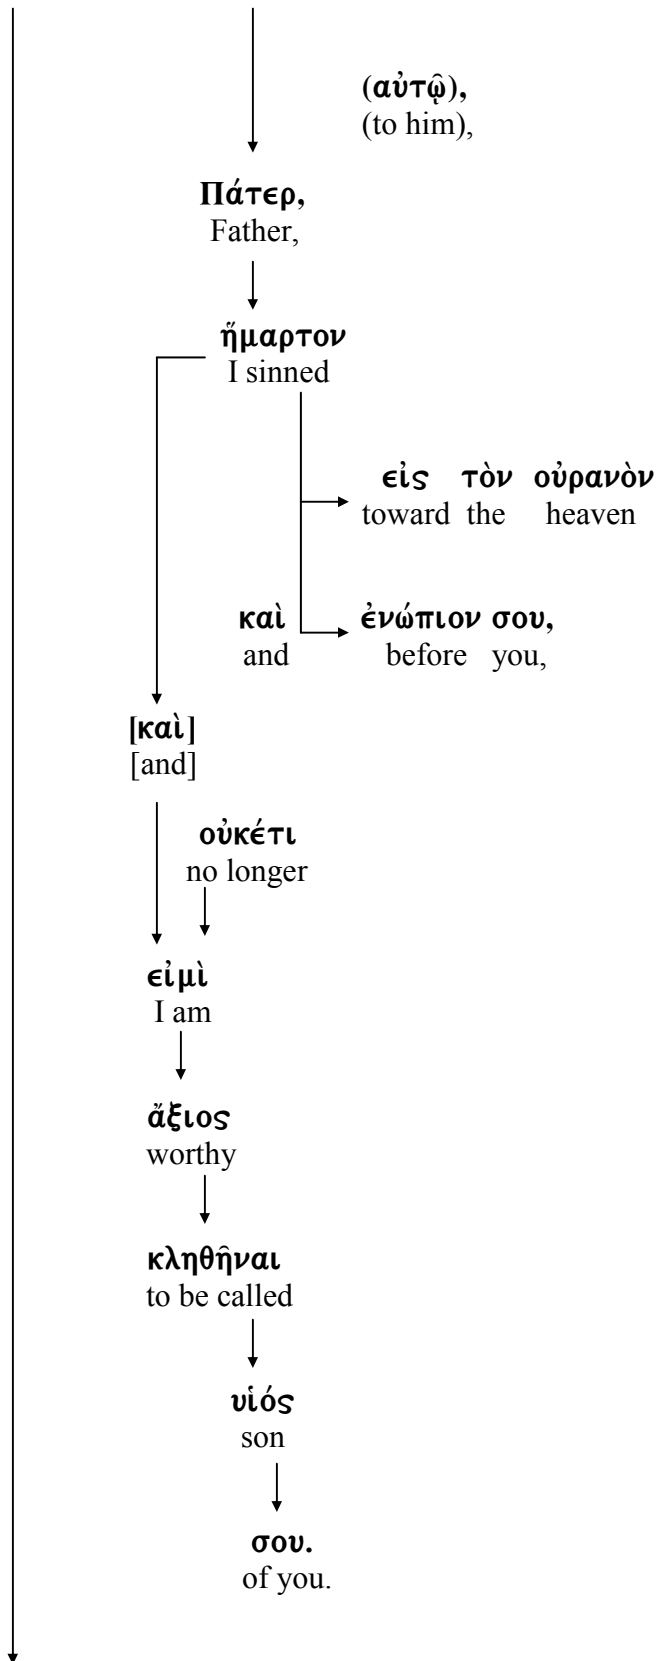 (αὐτῷ),
(to him),
Πάτερ,
Father,
ἥμαρτον
I sinned
εἰς τὸν οὐρανὸν
toward the heaven
καὶ ἐνώπιον σου,
and before you,
[καὶ]
[and]
οὐκέτι
no longer
εἰμὶ
I am
ἄξιος
worthy
κληθῆναι
to be called
υἱός
son
σου.
of you.